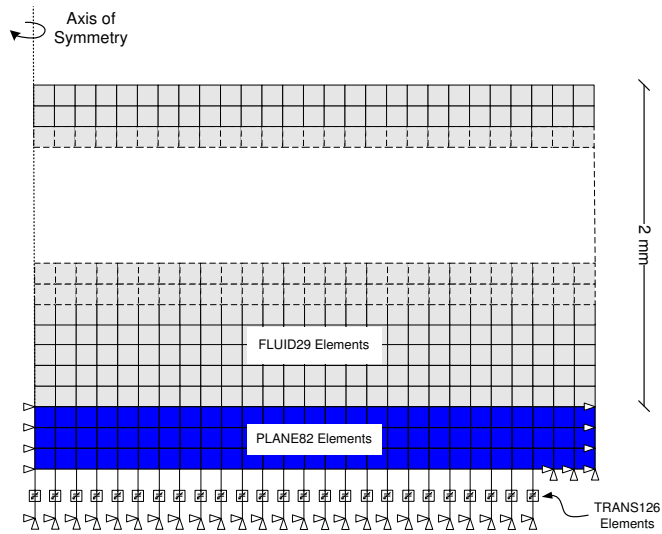 Axis of
Symmetry
2 mm
FLUID29 Elements
PLANE82 Elements
TRANS126
Elements